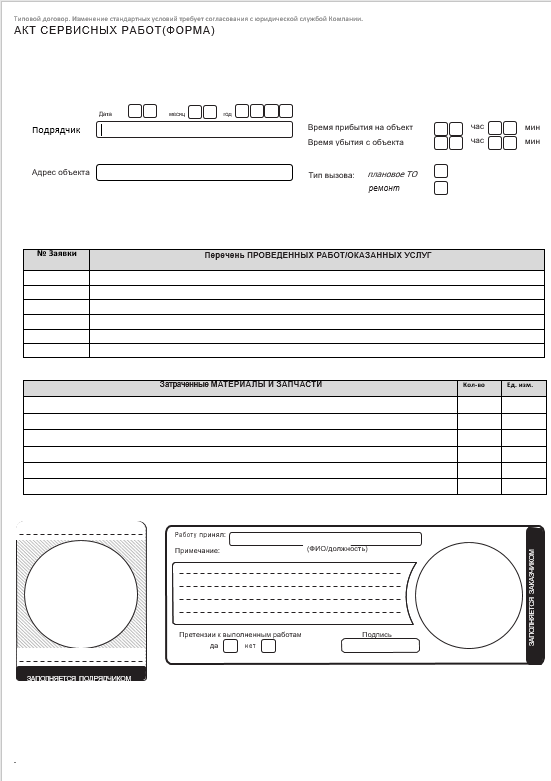 Типовой договор. Изменение стандартных условий требует согласования с юридической службой Компании.
АКТ СЕРВИСНЫХ РАБОТ(ФОРМА)
Дата месяц год
Подрядчик
Время прибытия на объект час мин
Время убытия с объекта час мин
Адрес объекта
Тип вызова: плановое ТО
ремонт
№ Заявки Перечень ПРОВЕДЕННЫХ РАБОТ/ОКАЗАННЫХ УСЛУГ
Затраченные МАТЕРИАЛЫ И ЗАПЧАСТИ Кол-во Ед. изм.
Работу принял:
(ФИО/должность)
Примечание:
Претензии к выполненным работам
да нет
Подпись
ЗАПОЛНЯЕТСЯ ЗАКАЗЧИКОМ
ЗАПОЛНЯЕТСЯ ПОДРЯДЧИКОМ